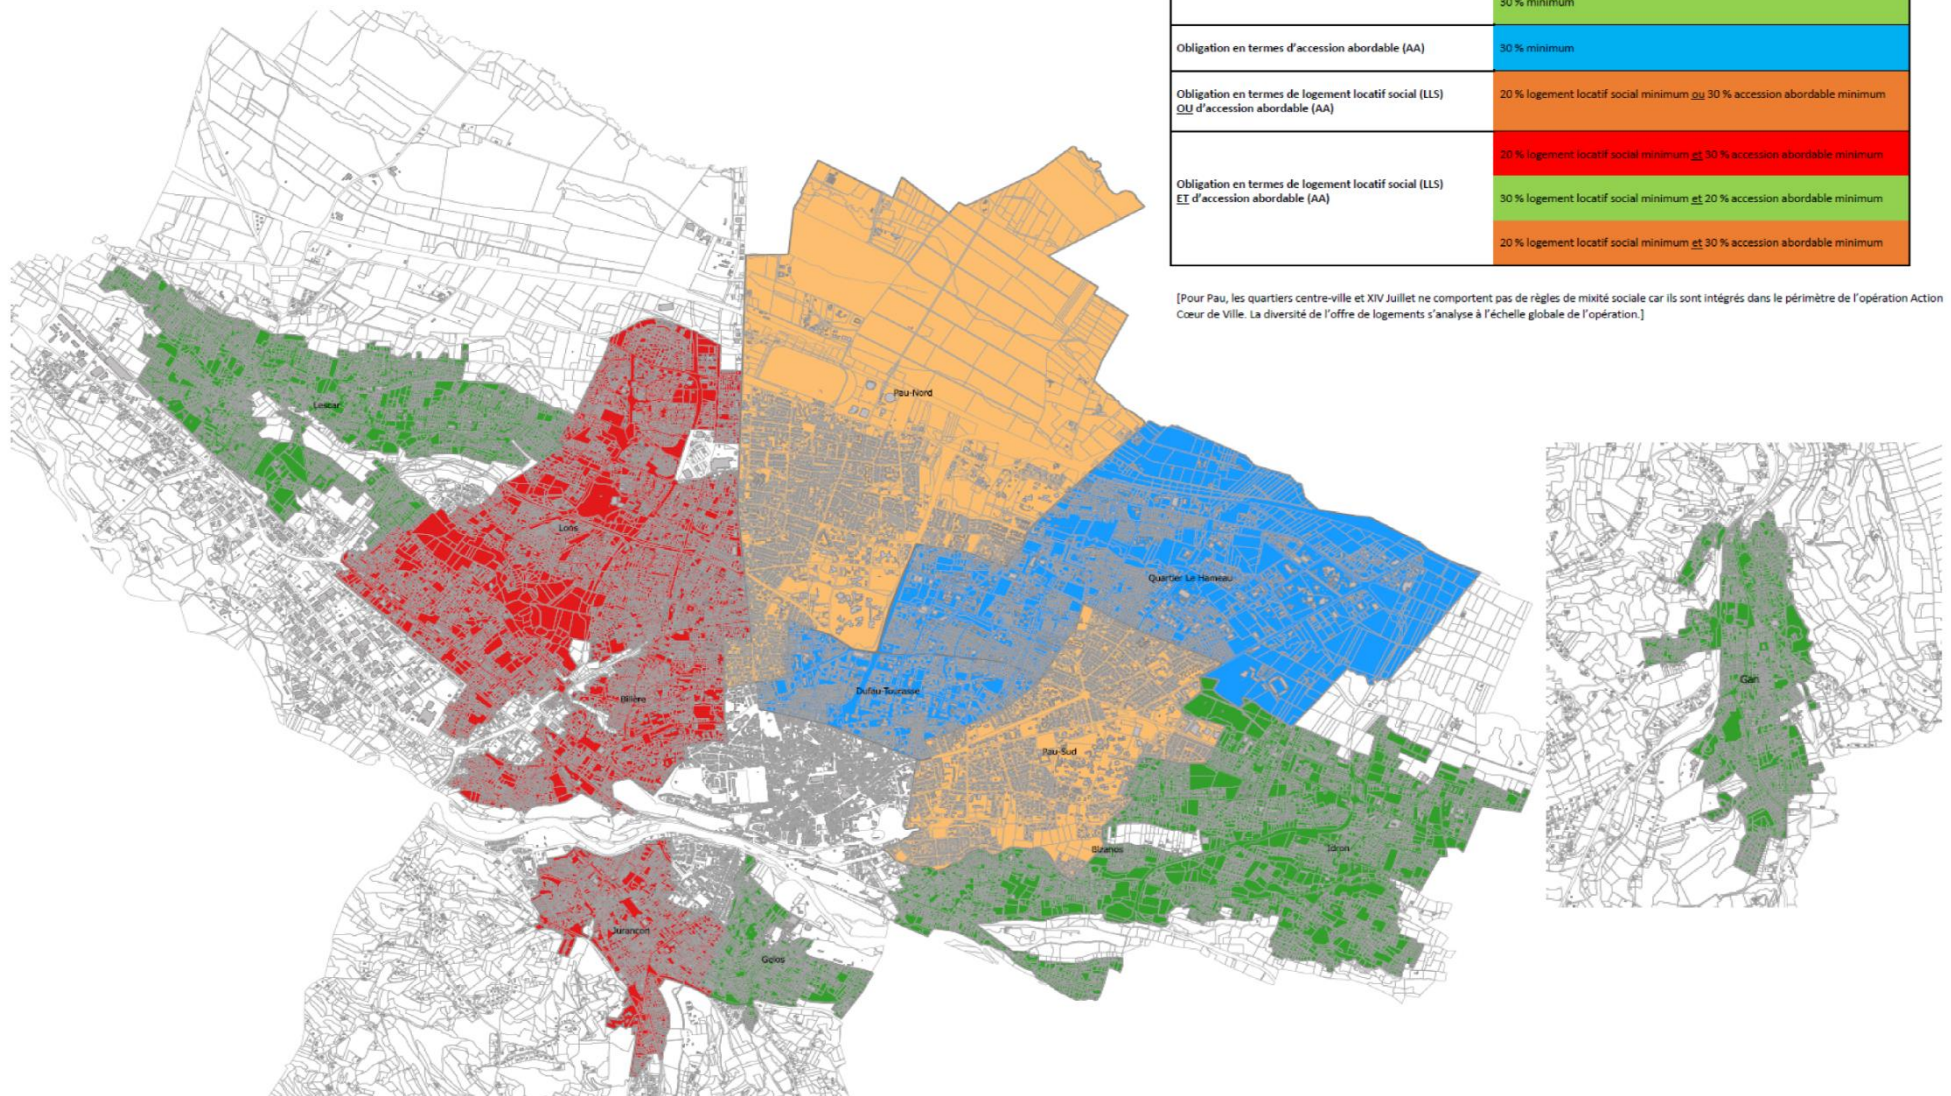 30 % minimum
Obligation en termes d'accession abordable (AA)
30 % minimum
Obligation en termes de logement locatif social (LLS)
OU d'accession abordable (AA)
20 % logement locatif social minimum ou 30 % accession abordable minimum
Obligation en termes de logement locatif social (LLS)
ET d'accession abordable (AA)
20 % logement locatif social minimum et 30 % accession abordable minimum
30 % logement locatif social minimum et 20 % accession abordable minimum
20 % logement locatif social minimum et 30 % accession abordable minimum
[Pour Pau, les quartiers centre-ville et XIV Juillet ne comportent pas de règles de mixité sociale car ils sont intégrés dans le périmètre de l'opération Action
Cœur de Ville. La diversité de l'offre de logements s'analyse à l'échelle globale de l'opération.]
Pau-Nord
Lescar
Lons
Quartier Le Hameau
Gan
Dufau-Tourasse
Billère
Pau-Sud
Bizanos
Idron
Jurançon
Gelos